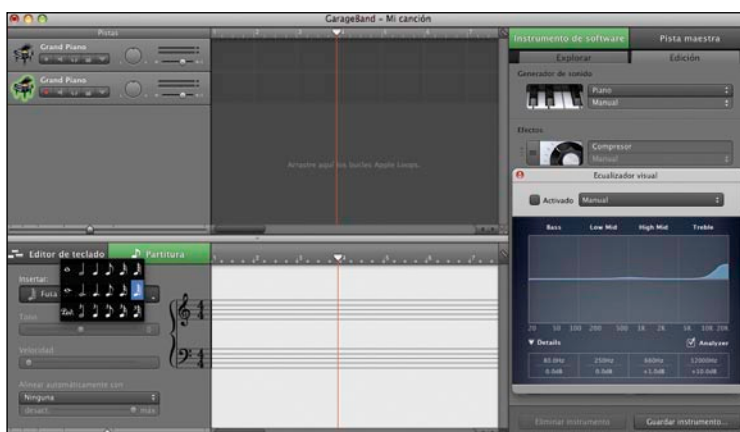 GarageBand - Mi canción
Pistas
Grand Piano
Grand Piano
Arrastre aquí los bucles Apple Loops.
Instrumento de software
Pista maestra
Explorar
Edición
Generador de sonido
Piano
Manual
Efectos
Compresor
Manual
Ecualizador visual
Activado
Manual
Bass Low Mid High Mid Treble
20 50 100 200 500 1K 2K 5K 10K 20K
Details
Analyzer
80.0Hz 250Hz 660Hz 12000Hz
0.0dB 0.0dB +1.0dB +10.0dB
Eliminar instrumento
Guardar instrumento...
Editor de teclado
Partitura
Insertar:
Fusa
Tono
0
Velocidad
Alinear automáticamente con
Ninguna
desact.
máx